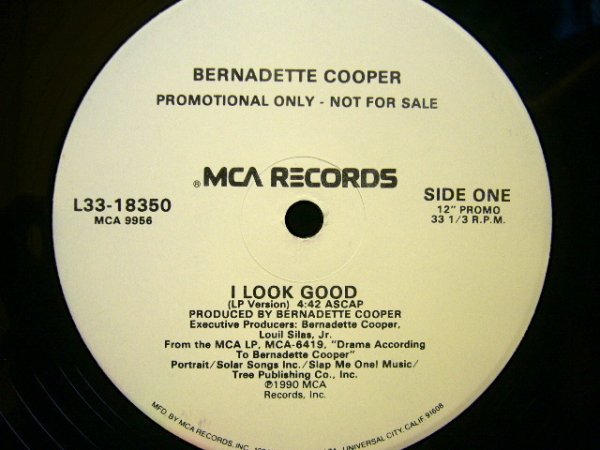 BERNADETTE COOPER
PROMOTIONAL ONLY - NOT FOR SALE
® MCA RECORDS
L33-18350
MCA 9956
SIDE ONE
12" PROMO
33 1/3 R.P.M.
I LOOK GOOD
(LP Version) 4:42 ASCAP
PRODUCED BY BERNADETTE COOPER
Executive Producers: Bernadette Cooper,
Louil Silas, Jr.
From the MCA LP, MCA-6419, "Drama According
To Bernadette Cooper"
Portrait/Solar Songs Inc./Slap Me One! Music/
Tree Publishing Co., Inc.
℗1990 MCA
Records, Inc.
MFD. BY MCA RECORDS, INC., UNIVERSAL CITY, CALIF 91608